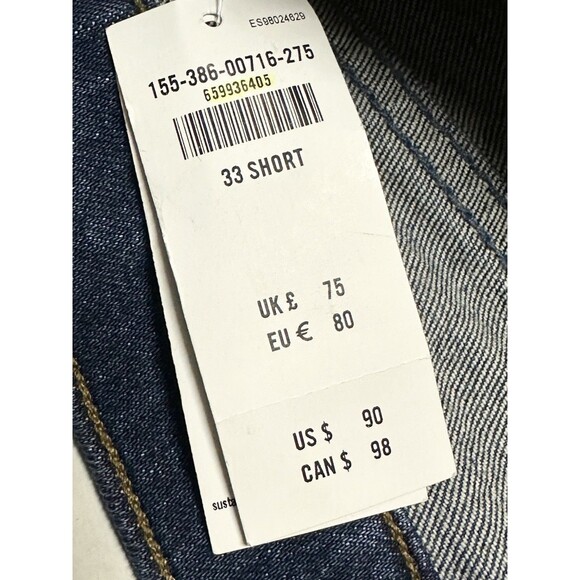 ES98024629
155-386-00716-275
659936405
33 SHORT
UK £ 75
EU € 80
US $ 90
CAN $ 98